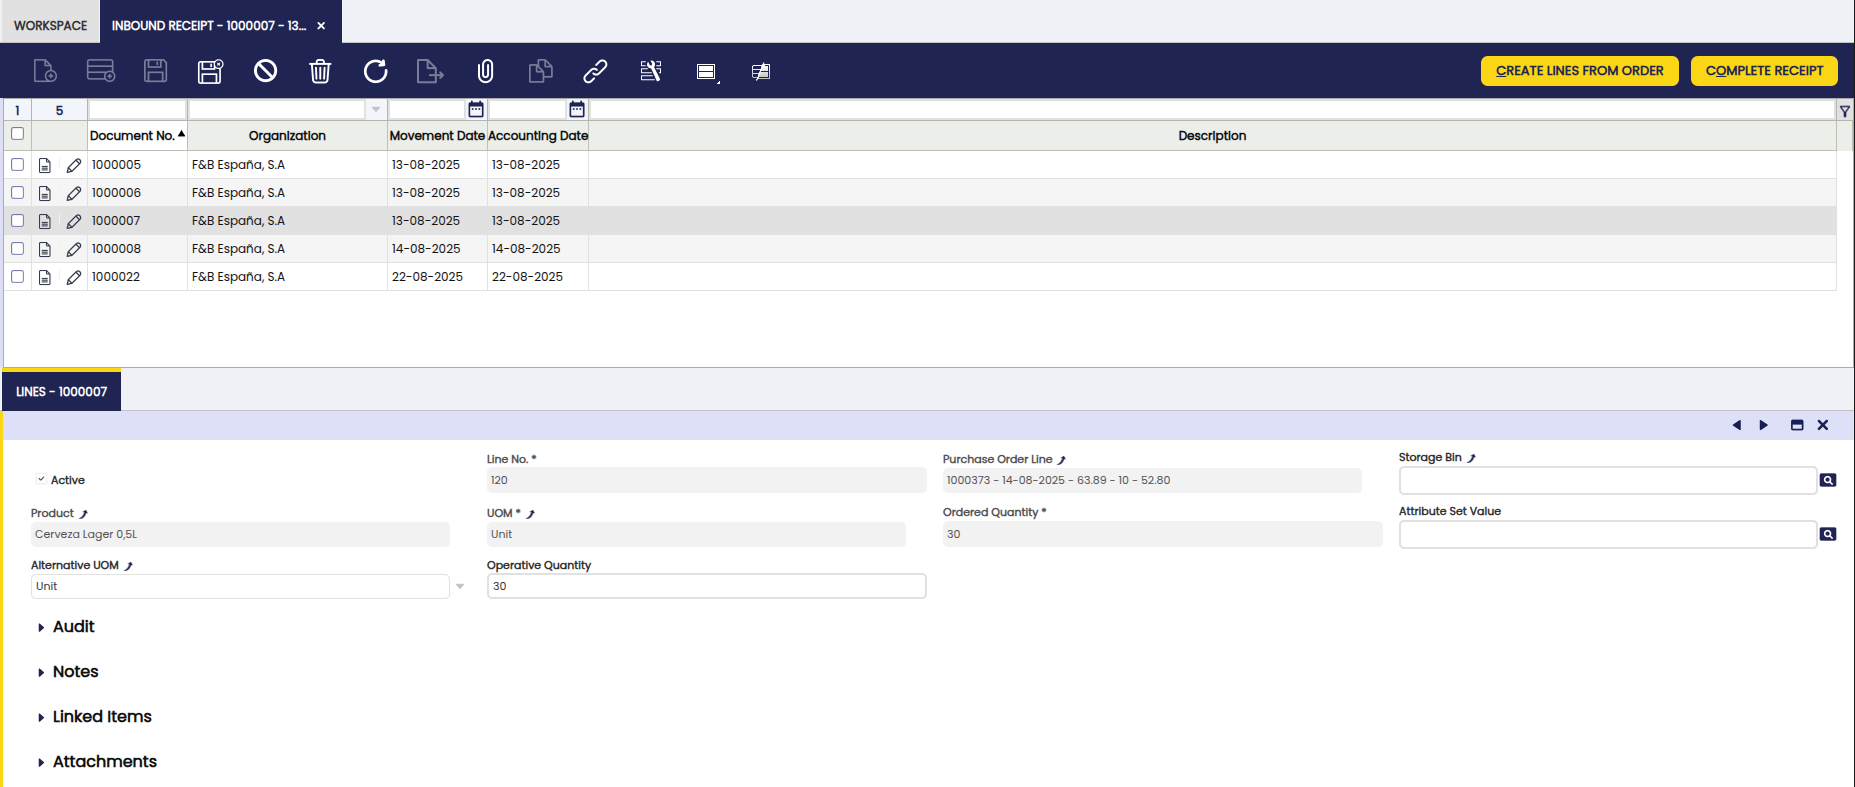 WORKSPACE INBOUND RECEIPT - 1000007 - 13...
CREATE LINES FROM ORDER COMPLETE RECEIPT
1 5
Document No. Organization Movement Date Accounting Date Description
1000005 F&B España, S.A 13-08-2025 13-08-2025
1000006 F&B España, S.A 13-08-2025 13-08-2025
1000007 F&B España, S.A 13-08-2025 13-08-2025
1000008 F&B España, S.A 14-08-2025 14-08-2025
1000022 F&B España, S.A 22-08-2025 22-08-2025
LINES - 1000007
Active
Line No. *
120
Purchase Order Line
1000373 - 14-08-2025 - 63.89 - 10 - 52.80
Storage Bin
Product
Cerveza Lager 0,5L
UOM *
Unit
Ordered Quantity *
30
Attribute Set Value
Alternative UOM
Unit
Operative Quantity
30
Audit
Notes
Linked Items
Attachments